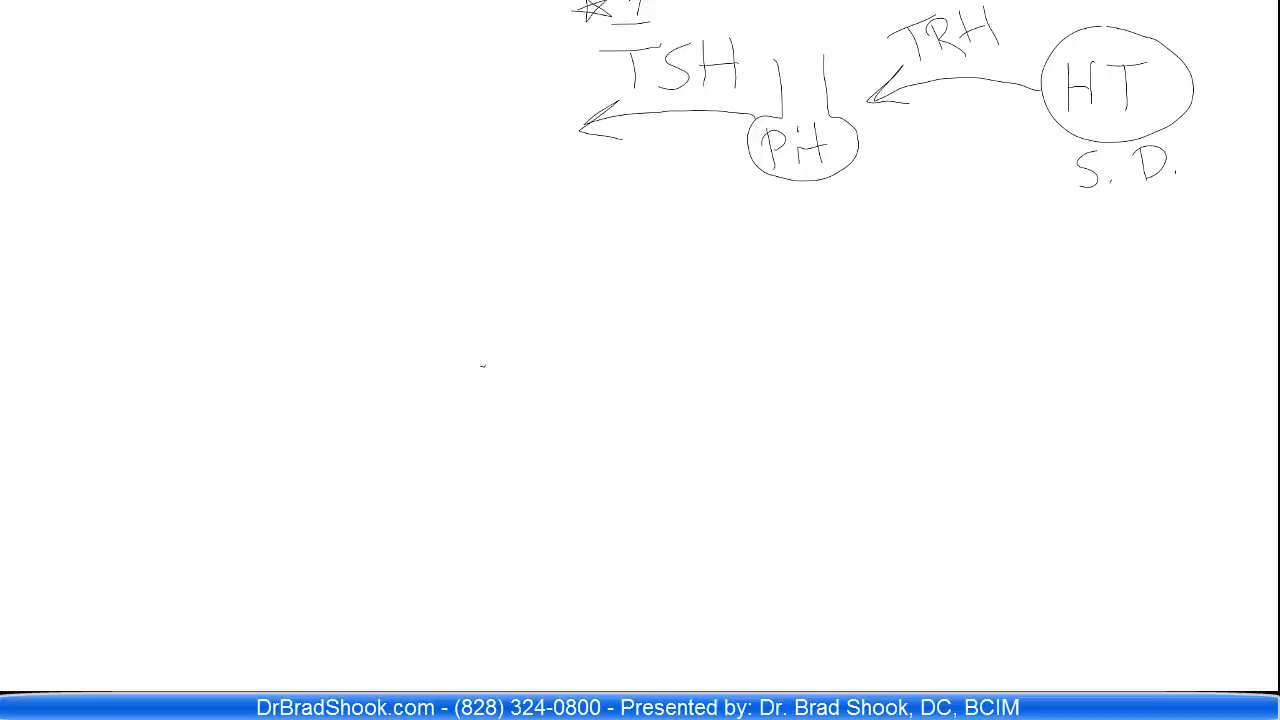 TRH
HT
TSH
Pit
S. D.
DrBradShook.com - (828) 324-0800 - Presented by: Dr. Brad Shook, DC, BCIM